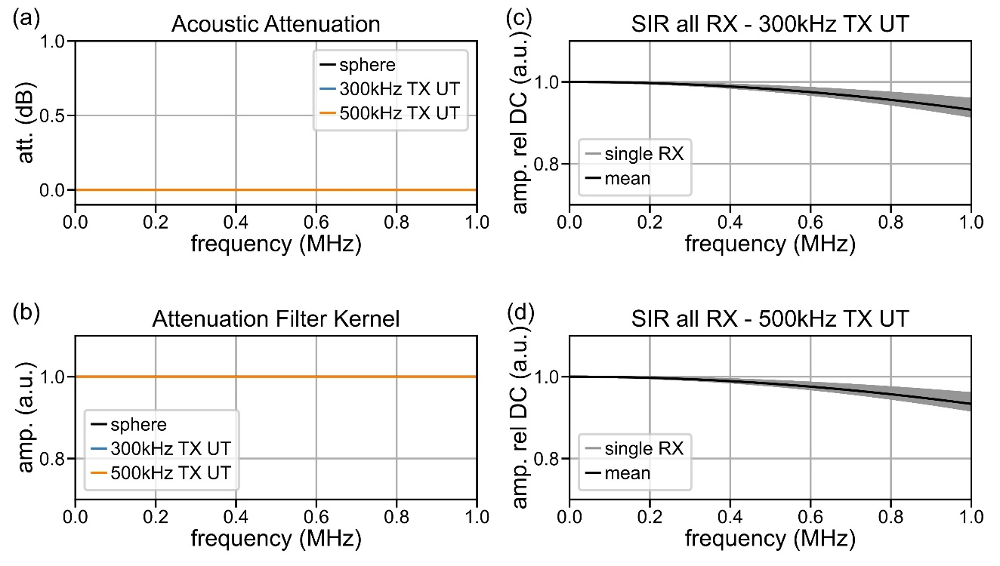 (a)
Acoustic Attenuation
1.0
0.5
0.0
att. (dB)
sphere
300kHz TX UT
500kHz TX UT
0.0 0.2 0.4 0.6 0.8 1.0
frequency (MHz)
(c)
SIR all RX - 300kHz TX UT
1.0
0.8
amp. rel DC (a.u.)
single RX
mean
0.0 0.2 0.4 0.6 0.8 1.0
frequency (MHz)
(b)
Attenuation Filter Kernel
1.0
0.8
amp. (a.u.)
sphere
300kHz TX UT
500kHz TX UT
0.0 0.2 0.4 0.6 0.8 1.0
frequency (MHz)
(d)
SIR all RX - 500kHz TX UT
1.0
0.8
amp. rel DC (a.u.)
single RX
mean
0.0 0.2 0.4 0.6 0.8 1.0
frequency (MHz)